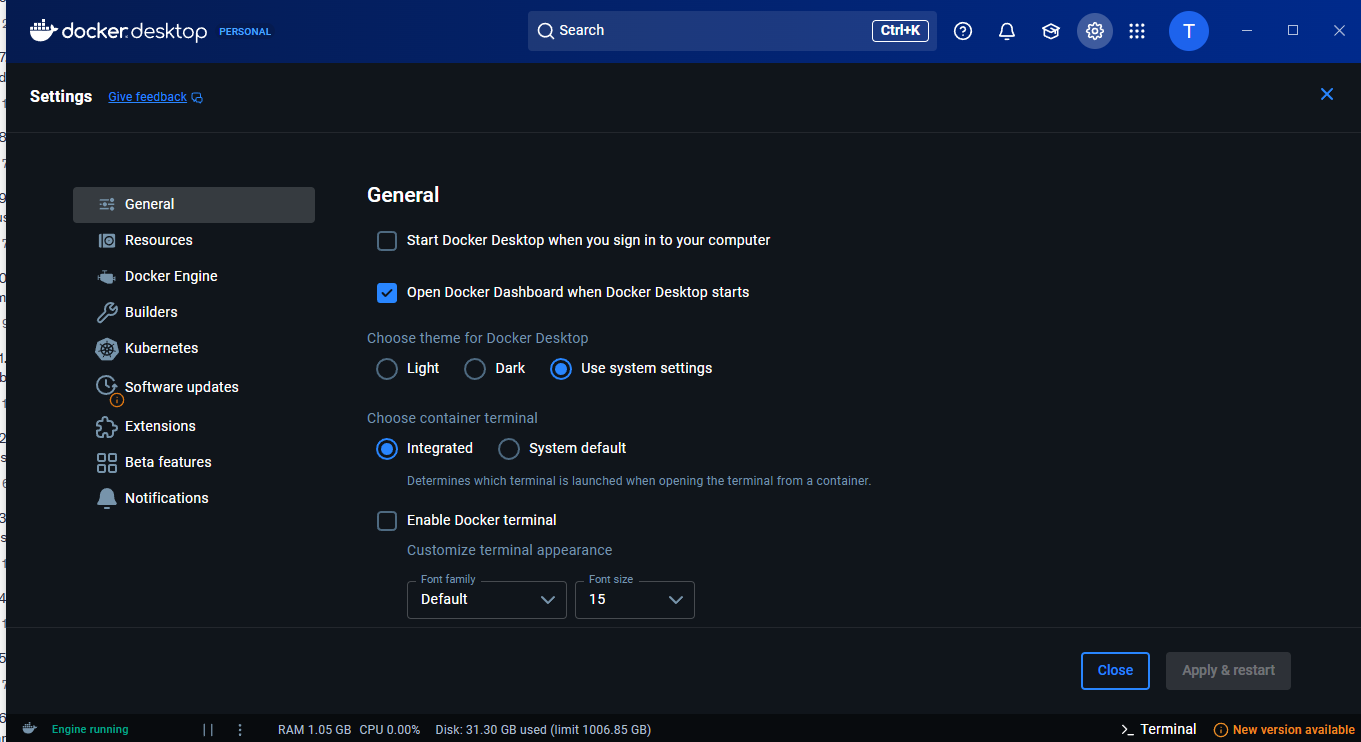 docker.desktop PERSONAL Search Ctrl+K T
Settings Give feedback
General
General
Start Docker Desktop when you sign in to your computer
Resources
Docker Engine
Open Docker Dashboard when Docker Desktop starts
Builders
Choose theme for Docker Desktop
Kubernetes
Light Dark Use system settings
Software updates
Choose container terminal
Extensions
Integrated System default
Beta features
Determines which terminal is launched when opening the terminal from a container.
Notifications
Enable Docker terminal
Customize terminal appearance
Font family Font size
Default 15
Close Apply & restart
Engine running RAM 1.05 GB CPU 0.00% Disk: 31.30 GB used (limit 1006.85 GB) Terminal New version available